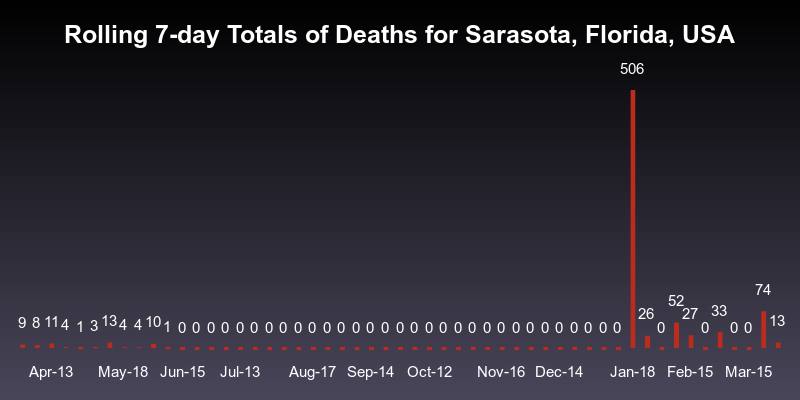 Rolling 7-day Totals of Deaths for Sarasota, Florida, USA
506
9 8 11 4 1 3 13 4 4 10 1 0 0 0 0 0 0 0 0 0 0 0 0 0 0 0 0 0 0 0 0 0 0 0 0 0 0 0 0 0 0 0 26 0 52 27 0 33 0 0 74 13
Apr-13 May-18 Jun-15 Jul-13 Aug-17 Sep-14 Oct-12 Nov-16 Dec-14 Jan-18 Feb-15 Mar-15